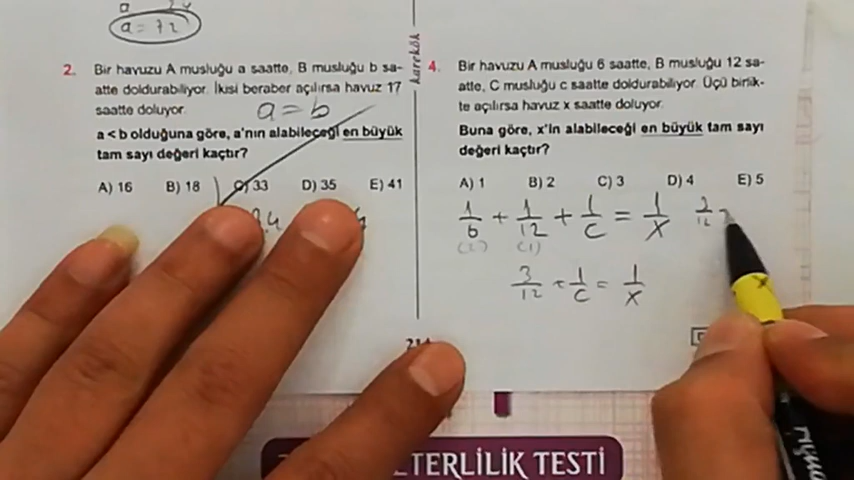 a = 72
2. Bir havuzu A musluğu a saatte, B musluğu b sa-
atte doldurabiliyor. İkisi beraber açılırsa havuz 17
saatte doluyor.
a = b
a < b olduğuna göre, a'nın alabileceği en büyük
tam sayı değeri kaçtır?
A) 16 B) 18 C) 33 D) 35 E) 41
karekök
4. Bir havuzu A musluğu 6 saatte, B musluğu 12 sa-
atte, C musluğu c saatte doldurabiliyor. Üçü birlik-
te açılırsa havuz x saatte doluyor.
Buna göre, x'in alabileceği en büyük tam sayı
değeri kaçtır?
A) 1 B) 2 C) 3 D) 4 E) 5
1/6 + 1/12 + 1/c = 1/x 3/12
(2) (1)
3/12 + 1/c = 1/x
TERLİLİK TESTİ